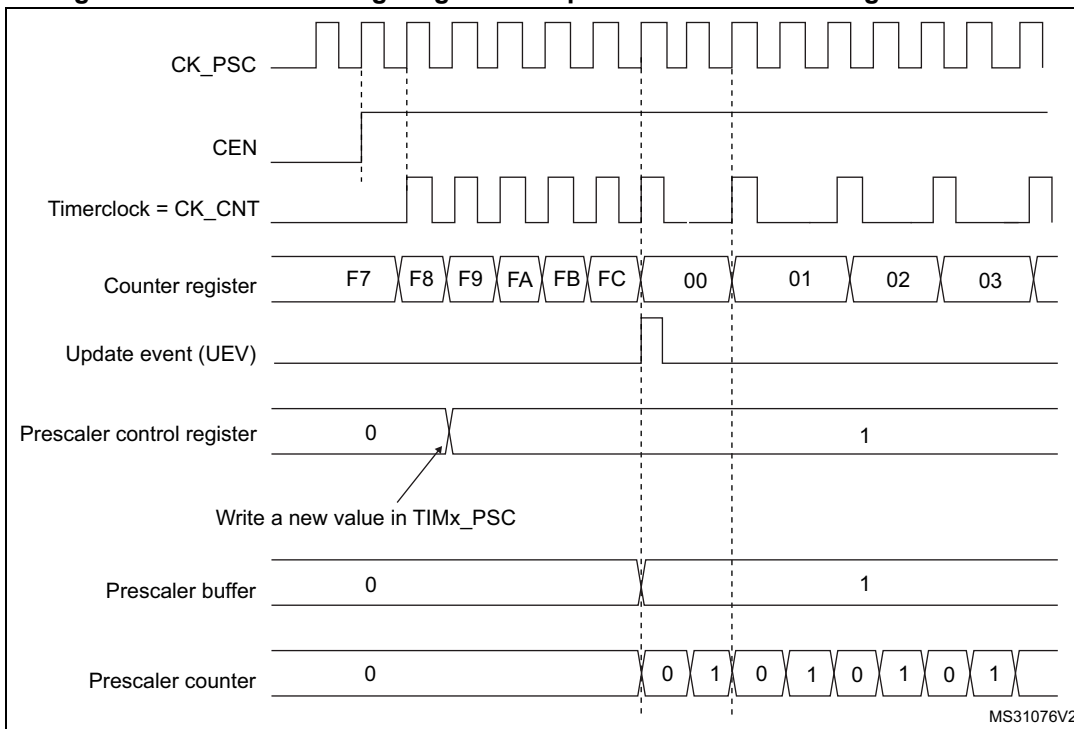 CK_PSC
CEN
Timerclock = CK_CNT
Counter register F7 F8 F9 FA FB FC 00 01 02 03
Update event (UEV)
Prescaler control register 0 1
Write a new value in TIMx_PSC
Prescaler buffer 0 1
Prescaler counter 0 0 1 0 1 0 1 0 1
MS31076V2